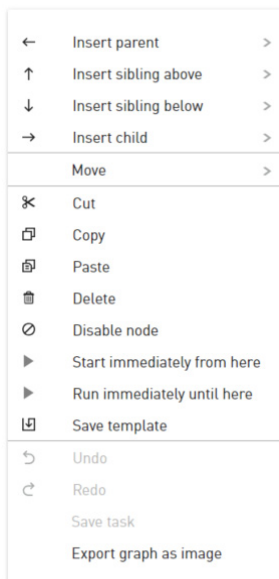 Insert parent
Insert sibling above
Insert sibling below
Insert child
Move
Cut
Copy
Paste
Delete
Disable node
Start immediately from here
Run immediately until here
Save template
Undo
Redo
Save task
Export graph as image